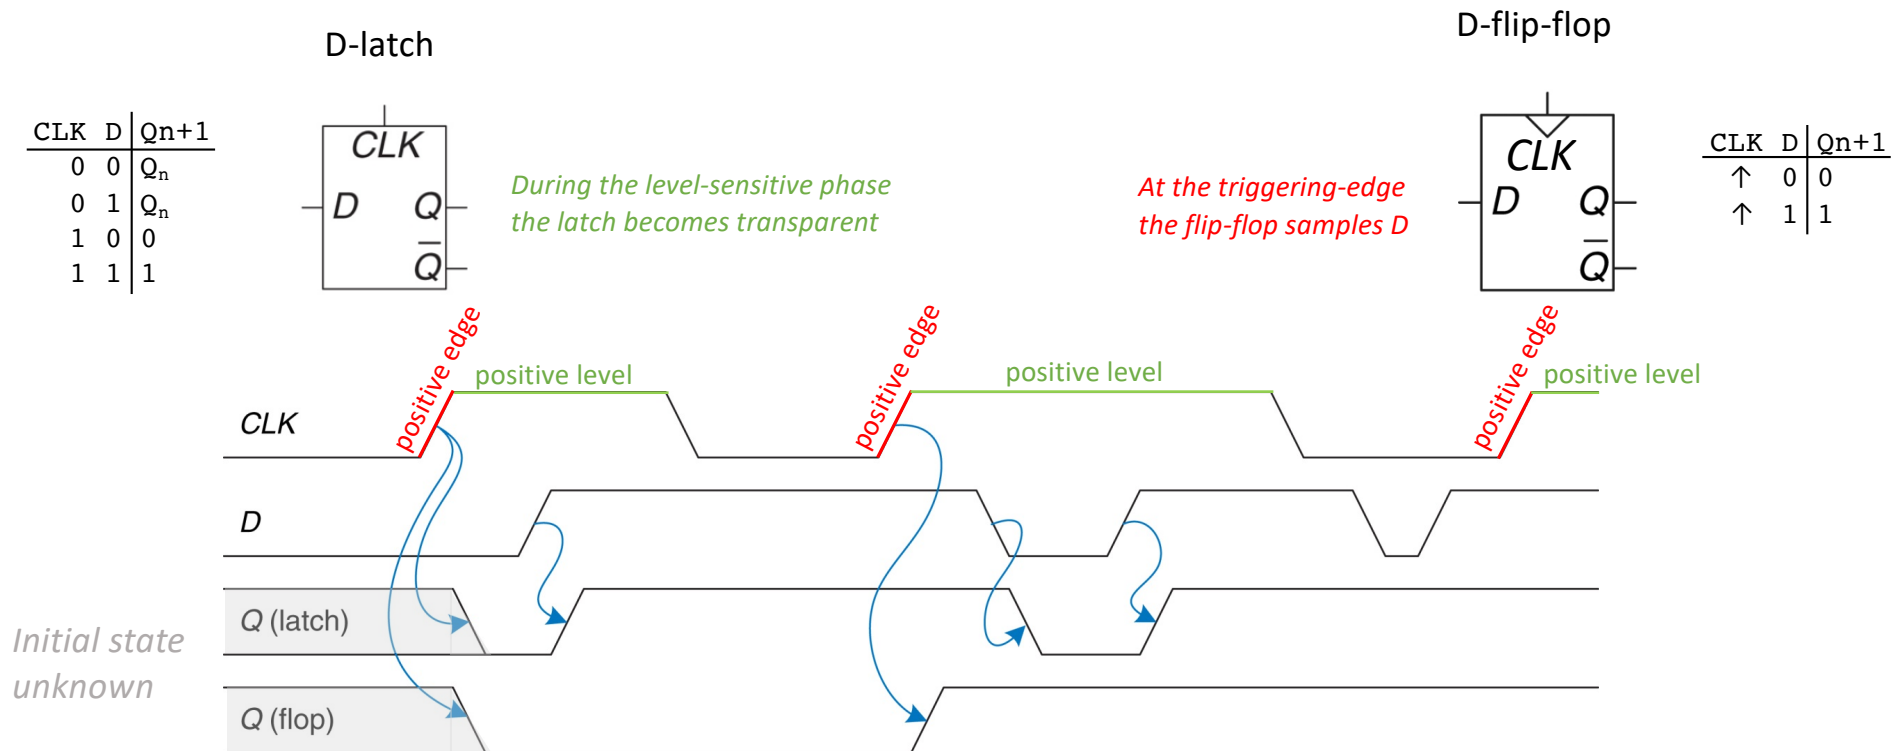 D-latch
D-flip-flop
CLK D Qn+1
0 0 Qn
0 1 Qn
1 0 0
1 1 1
CLK
D Q
Q̅
During the level-sensitive phase
the latch becomes transparent
At the triggering-edge
the flip-flop samples D
CLK
D Q
Q̅
CLK D Qn+1
↑ 0 0
↑ 1 1
positive edge
positive level
positive edge
positive level
positive edge
positive level
CLK
D
Q (latch)
Initial state
unknown
Q (flop)